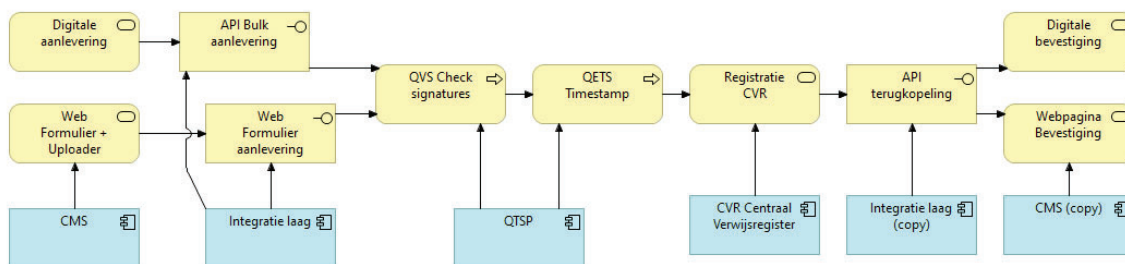 Digitale
aanlevering
API Bulk
aanlevering
QVS Check
signatures
QETS
Timestamp
Registratie
CVR
API
terugkopeling
Digitale
bevestiging
Web
Formulier +
Uploader
Web
Formulier
aanlevering
Webpagina
Bevestiging
CMS
Integratie laag
QTSP
CVR Centraal
Verwijsregister
Integratie laag
(copy)
CMS (copy)